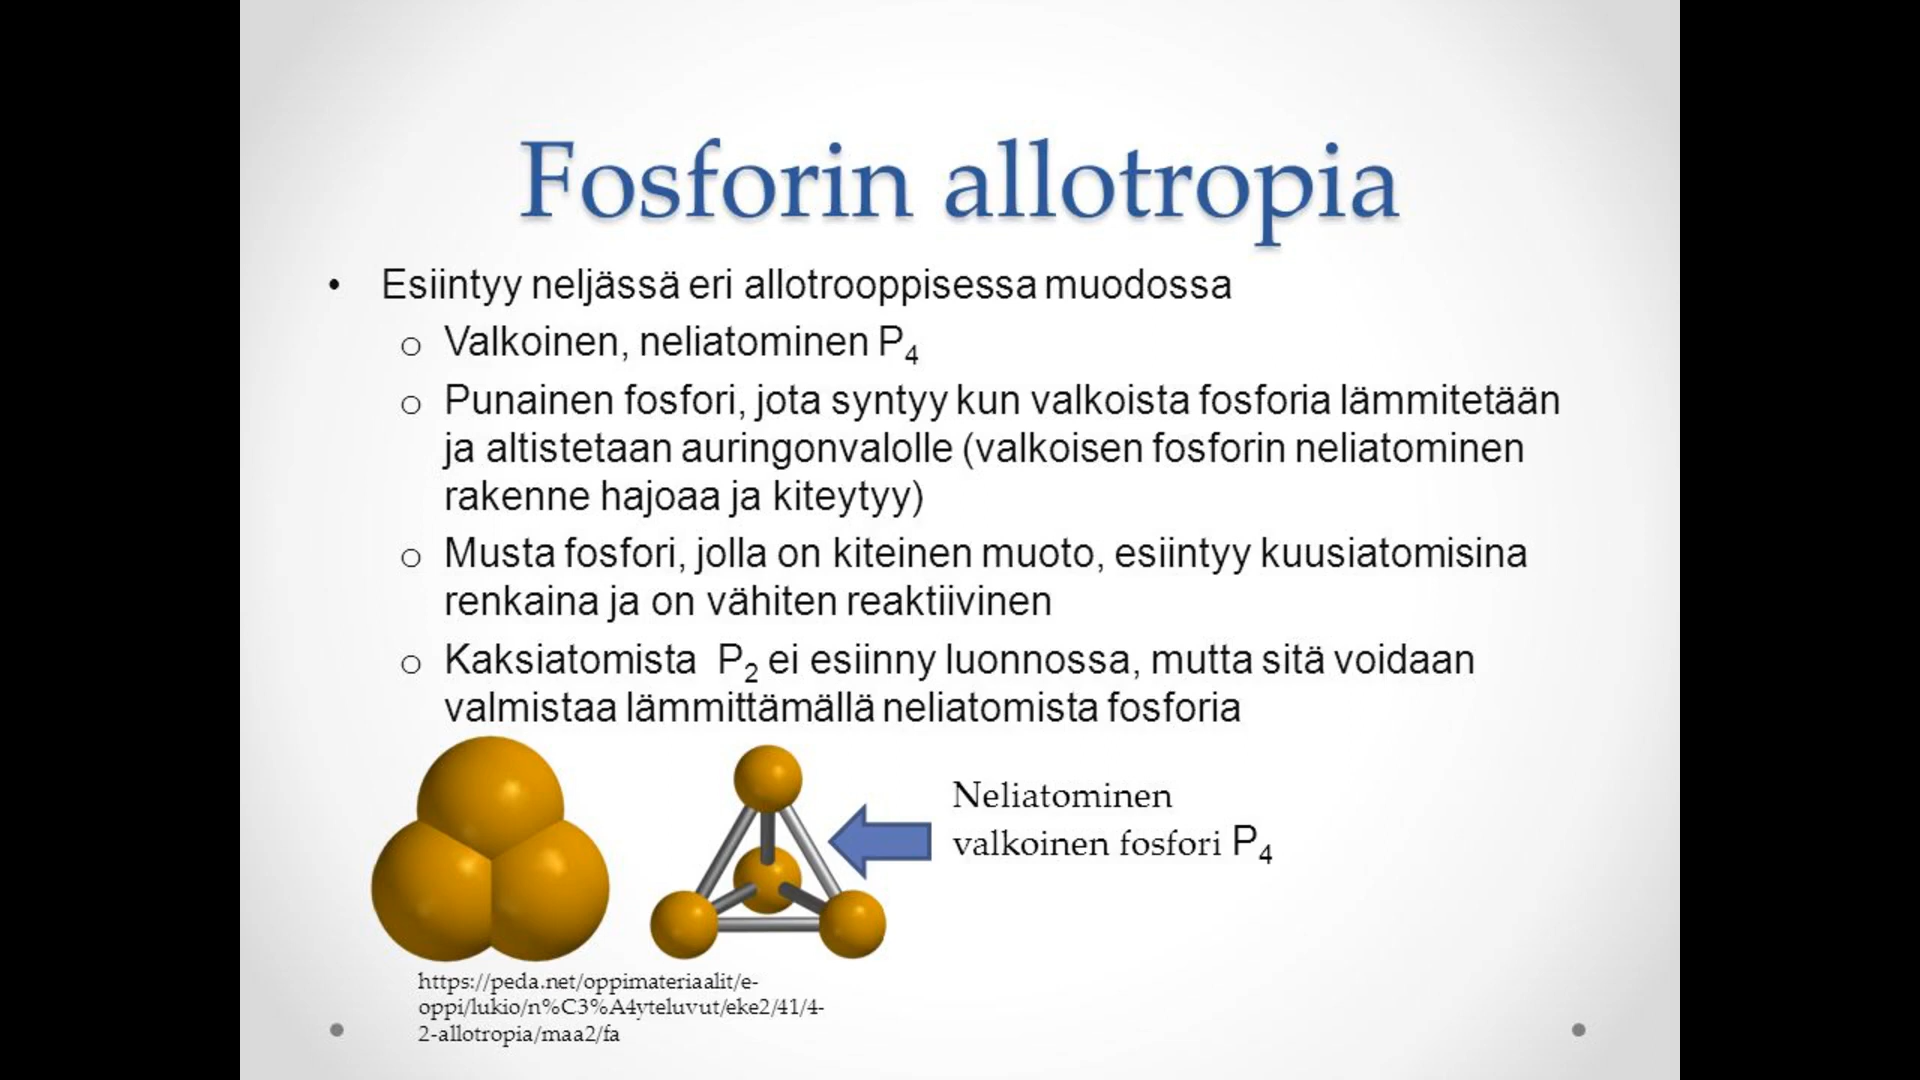 Fosforin allotropia
• Esiintyy neljässä eri allotrooppisessa muodossa
o Valkoinen, neliatominen P₄
o Punainen fosfori, jota syntyy kun valkoista fosforia lämmitetään
ja altistetaan auringonvalolle (valkoisen fosforin neliatominen
rakenne hajoaa ja kiteytyy)
o Musta fosfori, jolla on kiteinen muoto, esiintyy kuusiatomisina
renkaina ja on vähiten reaktiivinen
o Kaksiatomista P₂ ei esiinny luonnossa, mutta sitä voidaan
valmistaa lämmittämällä neliatomista fosforia
Neliatominen
valkoinen fosfori P₄
https://peda.net/oppimateriaalit/e-
oppi/lukio/n%C3%A4yteluvut/eke2/41/4-
2-allotropia/maa2/fa